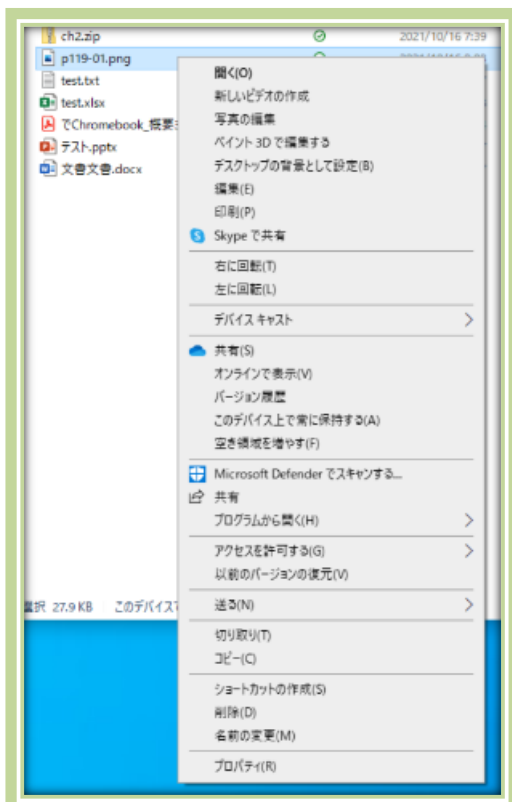 ch2.zip 2021/10/16 7:39
p119-01.png
test.txt
test.xlsx
でChromebook_概要
テスト.pptx
文書文書.docx
開く(O)
新しいビデオの作成
写真の編集
ペイント 3D で編集する
デスクトップの背景として設定(B)
編集(E)
印刷(P)
Skype で共有
右に回転(T)
左に回転(L)
デバイス キャスト
共有(S)
オンラインで表示(V)
バージョン履歴
このデバイス上で常に保持する(A)
空き領域を増やす(F)
Microsoft Defender でスキャンする...
共有
プログラムから開く(H)
アクセスを許可する(G)
以前のバージョンの復元(V)
選択 27.9 KB このデバイス
送る(N)
切り取り(T)
コピー(C)
ショートカットの作成(S)
削除(D)
名前の変更(M)
プロパティ(R)